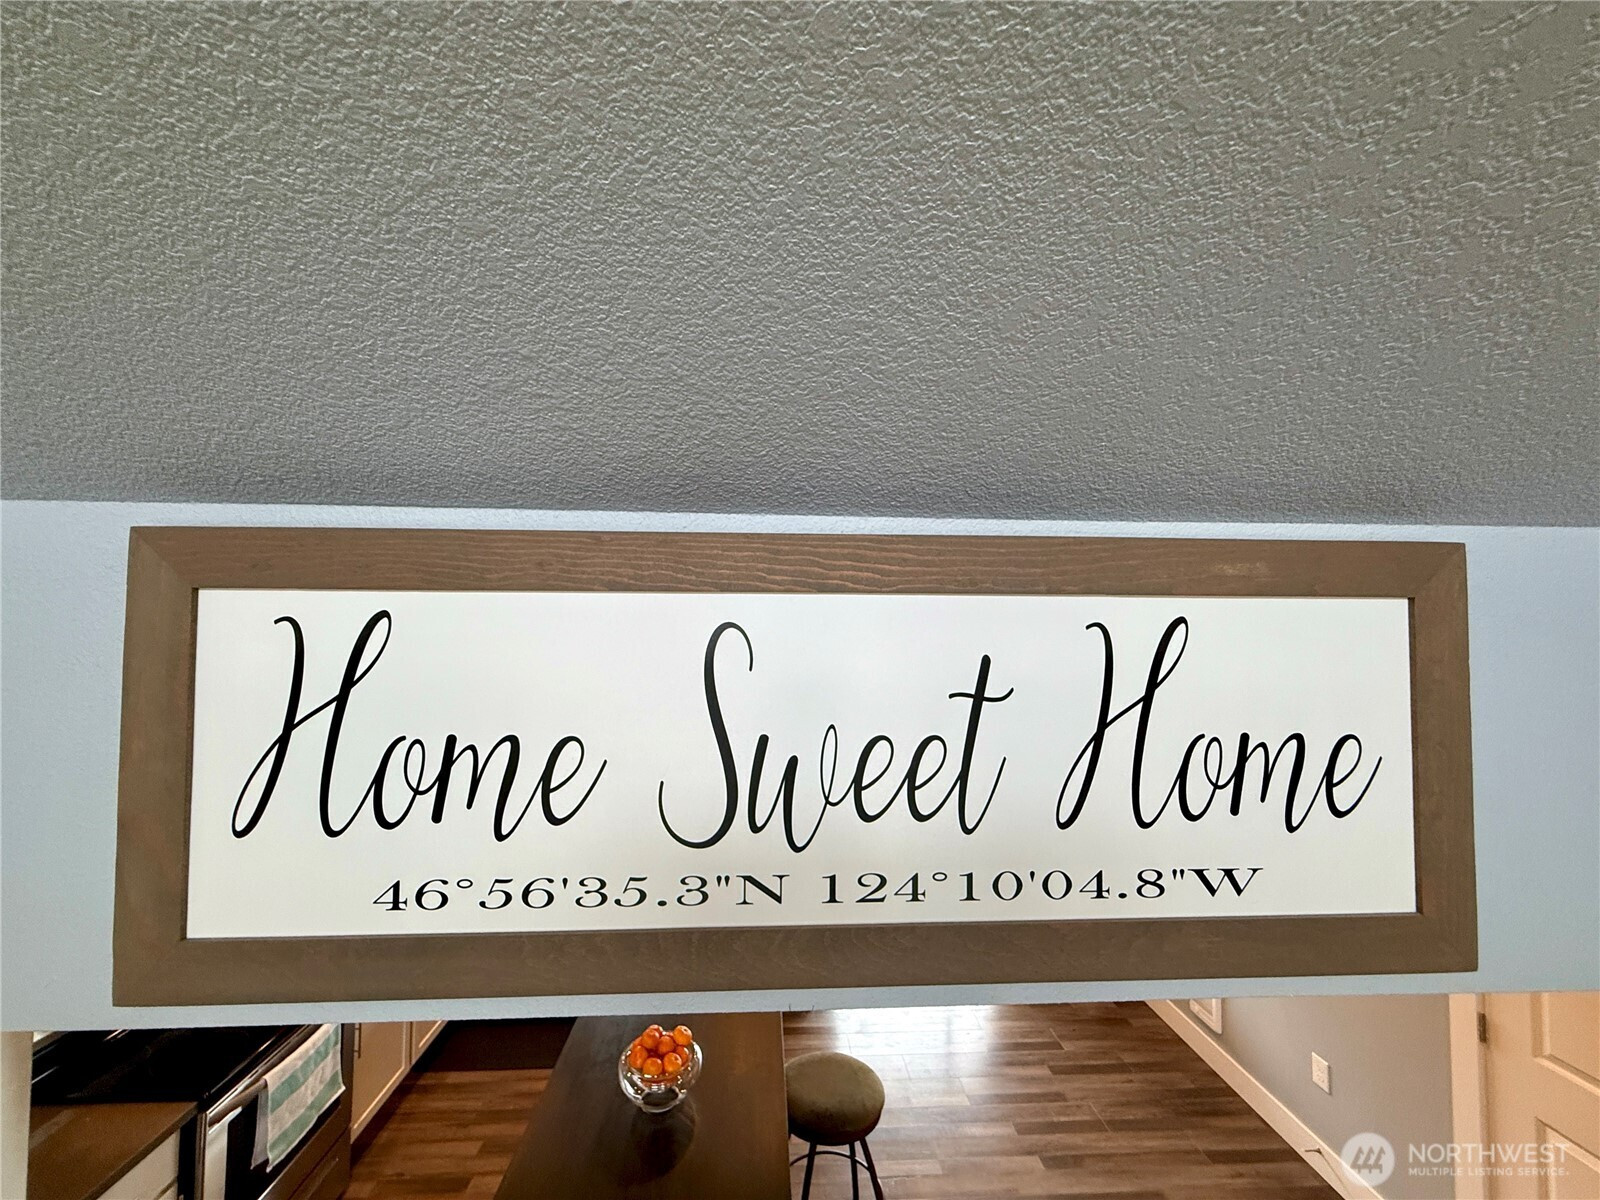 Home Sweet Home
46°56'35.3"N 124°10'04.8"W
NORTHWEST
MULTIPLE LISTING SERVICE.